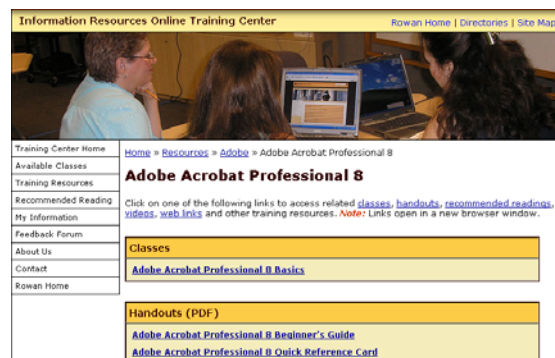 Information Resources Online Training Center
Rowan Home | Directories | Site Map
Training Center Home
Available Classes
Training Resources
Recommended Reading
My Information
Feedback Forum
About Us
Contact
Rowan Home
Home » Resources » Adobe » Adobe Acrobat Professional 8
Adobe Acrobat Professional 8
Click on one of the following links to access related classes, handouts, recommended readings,
videos, web links and other training resources. Note: Links open in a new browser window.
Classes
Adobe Acrobat Professional 8 Basics
Handouts (PDF)
Adobe Acrobat Professional 8 Beginner's Guide
Adobe Acrobat Professional 8 Quick Reference Card